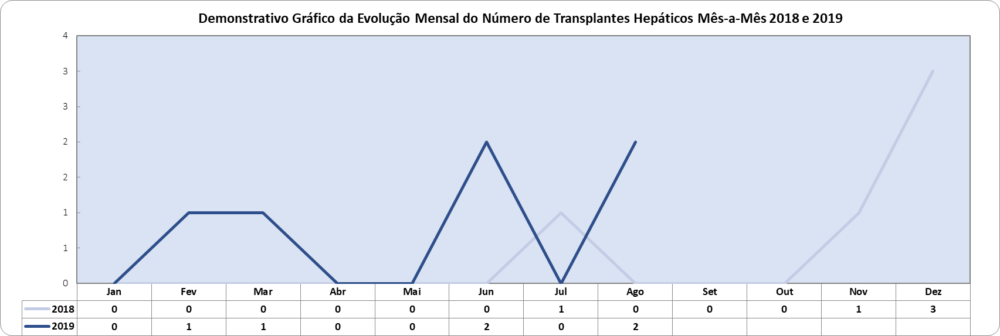 Demonstrativo Gráfico da Evolução Mensal do Número de Transplantes Hepáticos Mês-a-Mês 2018 e 2019
4
3
3
2
2
1
1
0
Jan Fev Mar Abr Mai Jun Jul Ago Set Out Nov Dez
2018 0 0 0 0 0 0 1 0 0 0 1 3
2019 0 1 1 0 0 2 0 2